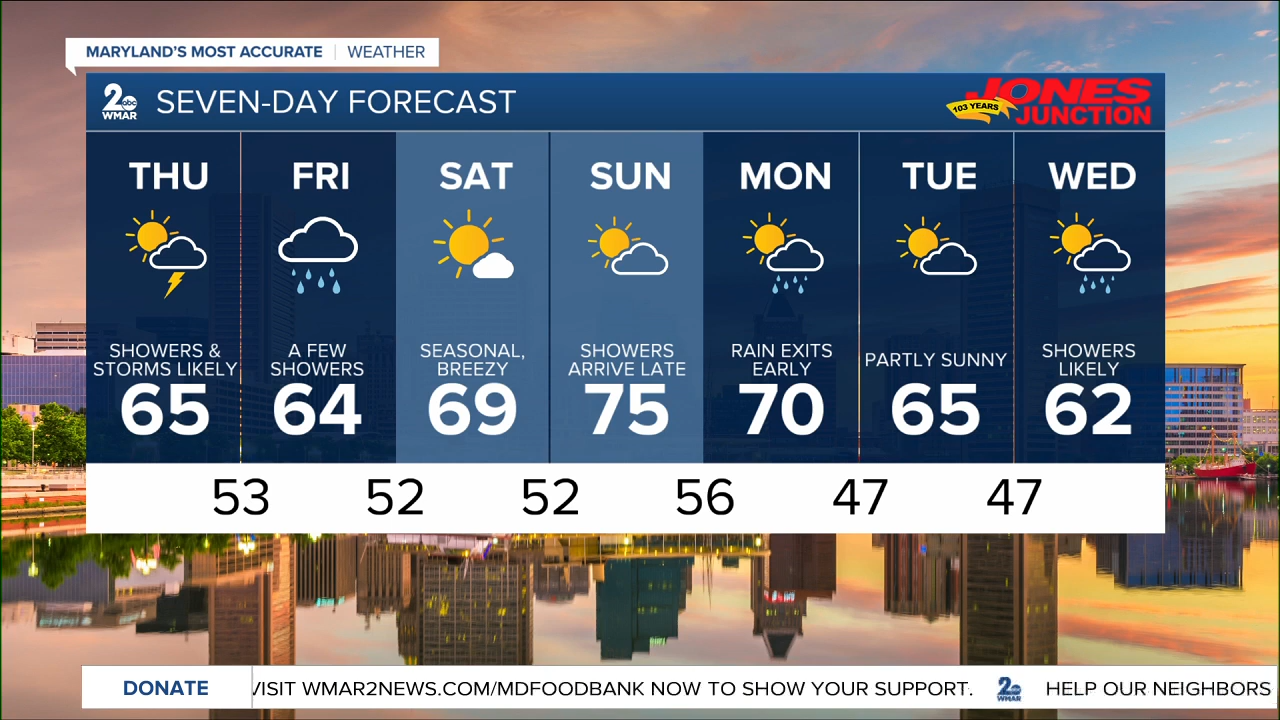 MARYLAND'S MOST ACCURATE | WEATHER
2 abc WMAR SEVEN-DAY FORECAST
103 YEARS JONES JUNCTION
THU FRI SAT SUN MON TUE WED
SHOWERS & STORMS LIKELY
A FEW SHOWERS
SEASONAL, BREEZY
SHOWERS ARRIVE LATE
RAIN EXITS EARLY
PARTLY SUNNY
SHOWERS LIKELY
65 64 69 75 70 65 62
53 52 52 56 47 47
DONATE VISIT WMAR2NEWS.COM/MDFOODBANK NOW TO SHOW YOUR SUPPORT. 2 abc WMAR HELP OUR NEIGHBORS